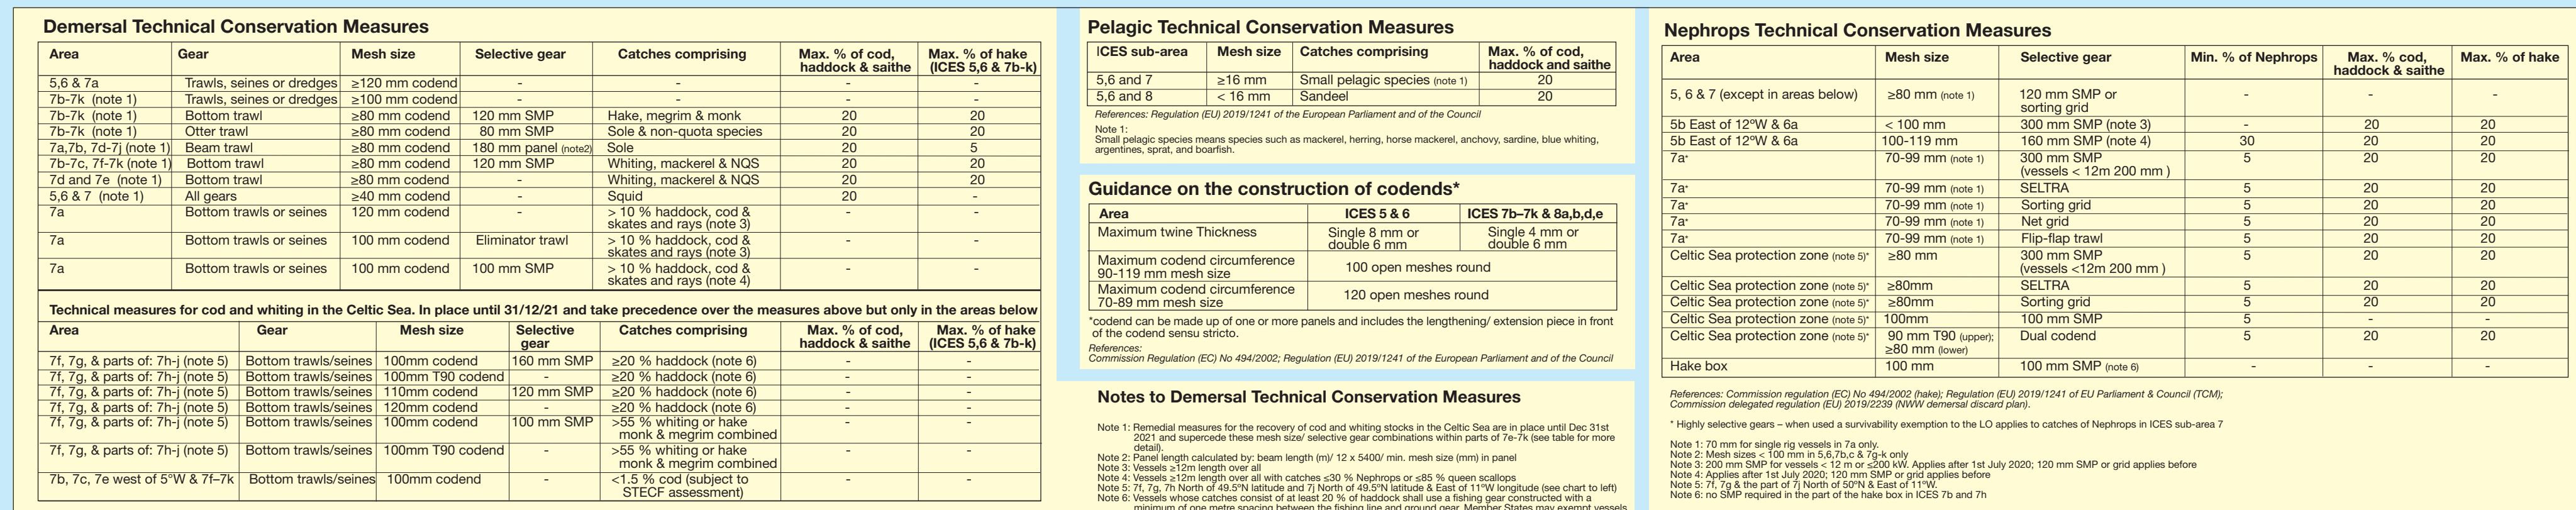 Demersal Technical Conservation Measures
Area Gear Mesh size Selective gear Catches comprising Max. % of cod, haddock & saithe Max. % of hake (ICES 5,6 & 7b-k)
5,6 & 7a Trawls, seines or dredges ≥120 mm codend - - - -
7b-7k (note 1) Trawls, seines or dredges ≥100 mm codend - - - -
7b-7k (note 1) Bottom trawl ≥80 mm codend 120 mm SMP Hake, megrim & monk 20 20
7b-7k (note 1) Otter trawl ≥80 mm codend 80 mm SMP Sole & non-quota species 20 20
7a,7b, 7d-7j (note 1) Beam trawl ≥80 mm codend 180 mm panel (note2) Sole 20 5
7b-7c, 7f-7k (note 1) Bottom trawl ≥80 mm codend 120 mm SMP Whiting, mackerel & NQS 20 20
7d and 7e (note 1) Bottom trawl ≥80 mm codend - Whiting, mackerel & NQS 20 20
5,6 & 7 (note 1) All gears ≥40 mm codend - Squid 20 -
7a Bottom trawls or seines 120 mm codend - > 10 % haddock, cod & - -
skates and rays (note 3)
7a Bottom trawls or seines 100 mm codend Eliminator trawl > 10 % haddock, cod & - -
skates and rays (note 3)
7a Bottom trawls or seines 100 mm codend 100 mm SMP > 10 % haddock, cod & - -
skates and rays (note 4)
Technical measures for cod and whiting in the Celtic Sea. In place until 31/12/21 and take precedence over the measures above but only in the areas below
Area Gear Mesh size Selective gear Catches comprising Max. % of cod, haddock & saithe Max. % of hake (ICES 5,6 & 7b-k)
7f, 7g, & parts of: 7h-j (note 5) Bottom trawls/seines 100mm codend 160 mm SMP ≥20 % haddock (note 6) - -
7f, 7g, & parts of: 7h-j (note 5) Bottom trawls/seines 100mm T90 codend - ≥20 % haddock (note 6) - -
7f, 7g, & parts of: 7h-j (note 5) Bottom trawls/seines 110mm codend 120 mm SMP ≥20 % haddock (note 6) - -
7f, 7g, & parts of: 7h-j (note 5) Bottom trawls/seines 120mm codend - ≥20 % haddock (note 6) - -
7f, 7g, & parts of: 7h-j (note 5) Bottom trawls/seines 100mm codend 100 mm SMP >55 % whiting or hake - -
monk & megrim combined
7f, 7g, & parts of: 7h-j (note 5) Bottom trawls/seines 100mm T90 codend - >55 % whiting or hake - -
monk & megrim combined
7b, 7c, 7e west of 5°W & 7f–7k Bottom trawls/seines 100mm codend - <1.5 % cod (subject to - -
STECF assessment)
Pelagic Technical Conservation Measures
ICES sub-area Mesh size Catches comprising Max. % of cod, haddock and saithe
5,6 and 7 ≥16 mm Small pelagic species (note 1) 20
5,6 and 8 < 16 mm Sandeel 20
References: Regulation (EU) 2019/1241 of the European Parliament and of the Council
Note 1:
Small pelagic species means species such as mackerel, herring, horse mackerel, anchovy, sardine, blue whiting,
argentines, sprat, and boarfish.
Guidance on the construction of codends*
Area ICES 5 & 6 ICES 7b–7k & 8a,b,d,e
Maximum twine Thickness Single 8 mm or double 6 mm Single 4 mm or double 6 mm
Maximum codend circumference 100 open meshes round
90-119 mm mesh size
Maximum codend circumference 120 open meshes round
70-89 mm mesh size
*codend can be made up of one or more panels and includes the lengthening/ extension piece in front
of the codend sensu stricto.
References:
Commission Regulation (EC) No 494/2002; Regulation (EU) 2019/1241 of the European Parliament and of the Council
Notes to Demersal Technical Conservation Measures
Note 1: Remedial measures for the recovery of cod and whiting stocks in the Celtic Sea are in place until Dec 31st
2021 and supercede these mesh size/ selective gear combinations within parts of 7e-7k (see table for more
detail).
Note 2: Panel length calculated by: beam length (m)/ 12 x 5400/ min. mesh size (mm) in panel
Note 3: Vessels ≥12m length over all
Note 4: Vessels ≥12m length over all with catches ≤30 % Nephrops or ≤85 % queen scallops
Note 5: 7f, 7g, 7h North of 49.5ºN latitude and 7j North of 49.5ºN latitude & East of 11ºW longitude (see chart to left)
Note 6: Vessels whose catches consist of at least 20 % of haddock shall use a fishing gear constructed with a
minimum of one metre spacing between the fishing line and ground gear. Member States may exempt vessels
Nephrops Technical Conservation Measures
Area Mesh size Selective gear Min. % of Nephrops Max. % cod, haddock & saithe Max. % of hake
5, 6 & 7 (except in areas below) ≥80 mm (note 1) 120 mm SMP or - - -
sorting grid
5b East of 12ºW & 6a < 100 mm 300 mm SMP (note 3) - 20 20
5b East of 12ºW & 6a 100-119 mm 160 mm SMP (note 4) 30 20 20
7a* 70-99 mm (note 1) 300 mm SMP 5 20 20
(vessels < 12m 200 mm )
7a* 70-99 mm (note 1) SELTRA 5 20 20
7a* 70-99 mm (note 1) Sorting grid 5 20 20
7a* 70-99 mm (note 1) Net grid 5 20 20
7a* 70-99 mm (note 1) Flip-flap trawl 5 20 20
Celtic Sea protection zone (note 5)* ≥80 mm 300 mm SMP 5 20 20
(vessels <12m 200 mm )
Celtic Sea protection zone (note 5)* ≥80mm SELTRA 5 20 20
Celtic Sea protection zone (note 5)* ≥80mm Sorting grid 5 20 20
Celtic Sea protection zone (note 5)* 100mm 100 mm SMP 5 - -
Celtic Sea protection zone (note 5)* 90 mm T90 (upper); Dual codend 5 20 20
≥80 mm (lower)
Hake box 100 mm 100 mm SMP (note 6) - - -
References: Commission regulation (EC) No 494/2002 (hake); Regulation (EU) 2019/1241 of EU Parliament & Council (TCM);
Commission delegated regulation (EU) 2019/2239 (NWW demersal discard plan).
* Highly selective gears – when used a survivability exemption to the LO applies to catches of Nephrops in ICES sub-area 7
Note 1: 70 mm for single rig vessels in 7a only.
Note 2: Mesh sizes < 100 mm in 5,6,7b,c & 7g-k only
Note 3: 200 mm SMP for vessels < 12 m or ≤200 kW. Applies after 1st July 2020; 120 mm SMP or grid applies before
Note 4: Applies after 1st July 2020; 120 mm SMP or grid applies before
Note 5: 7f, 7g & the part of 7j North of 50ºN & East of 11ºW.
Note 6: no SMP required in the part of the hake box in ICES 7b and 7h